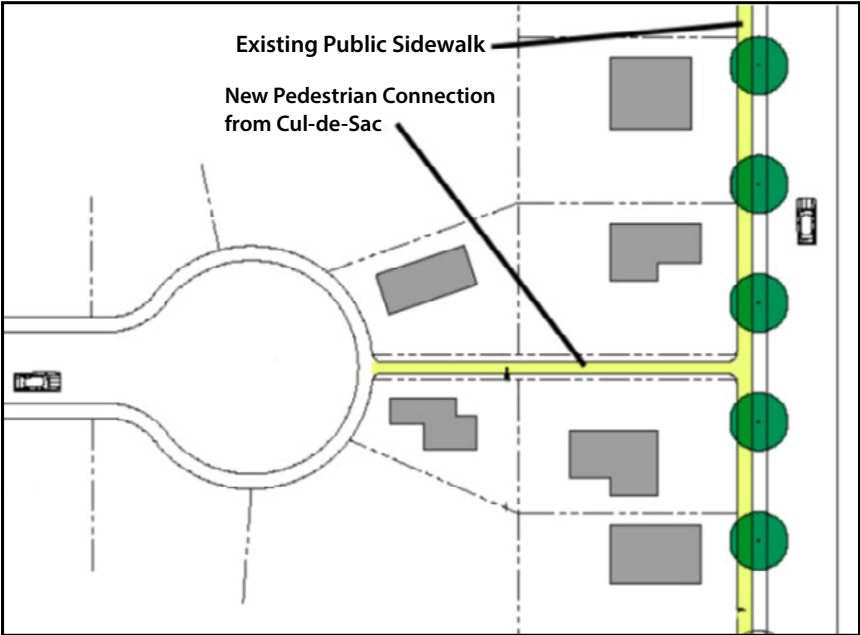 Existing Public Sidewalk
New Pedestrian Connection
from Cul-de-Sac